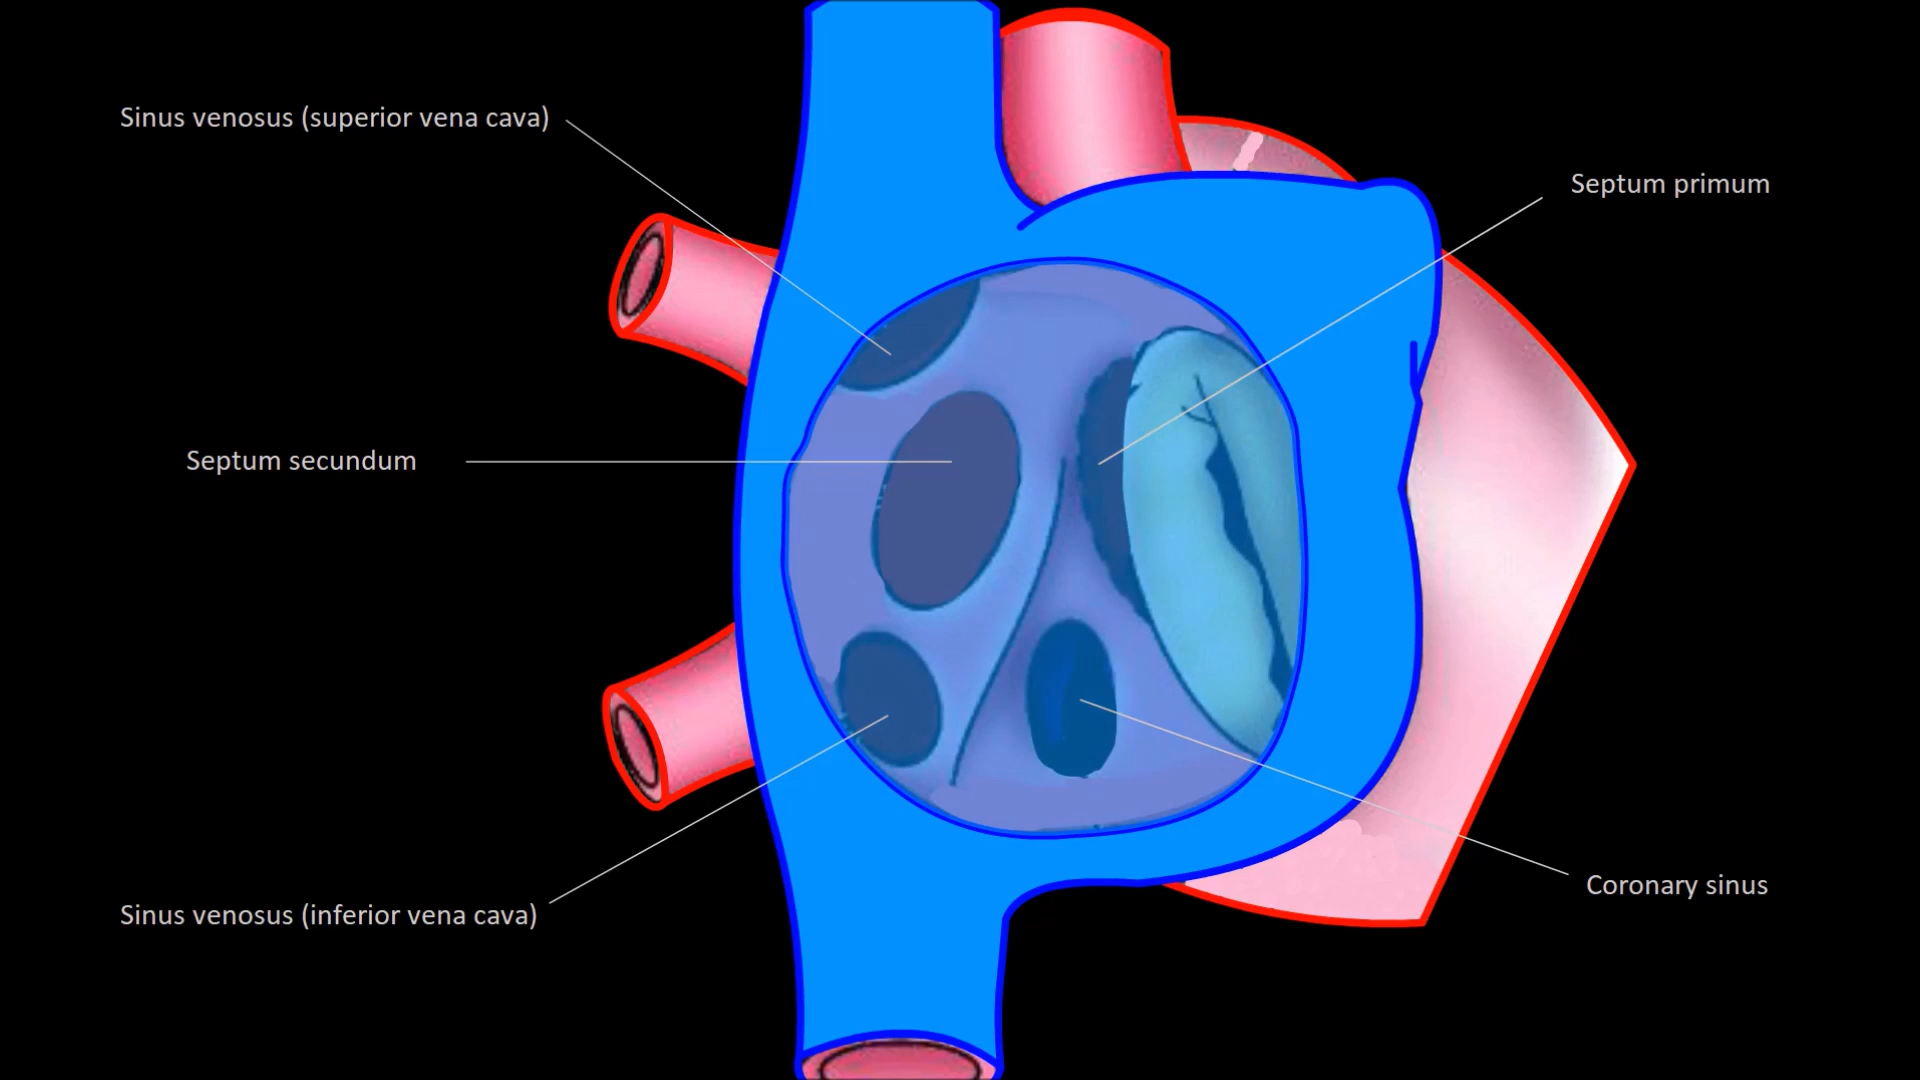 Sinus venosus (superior vena cava)
Septum primum
Septum secundum
Coronary sinus
Sinus venosus (inferior vena cava)